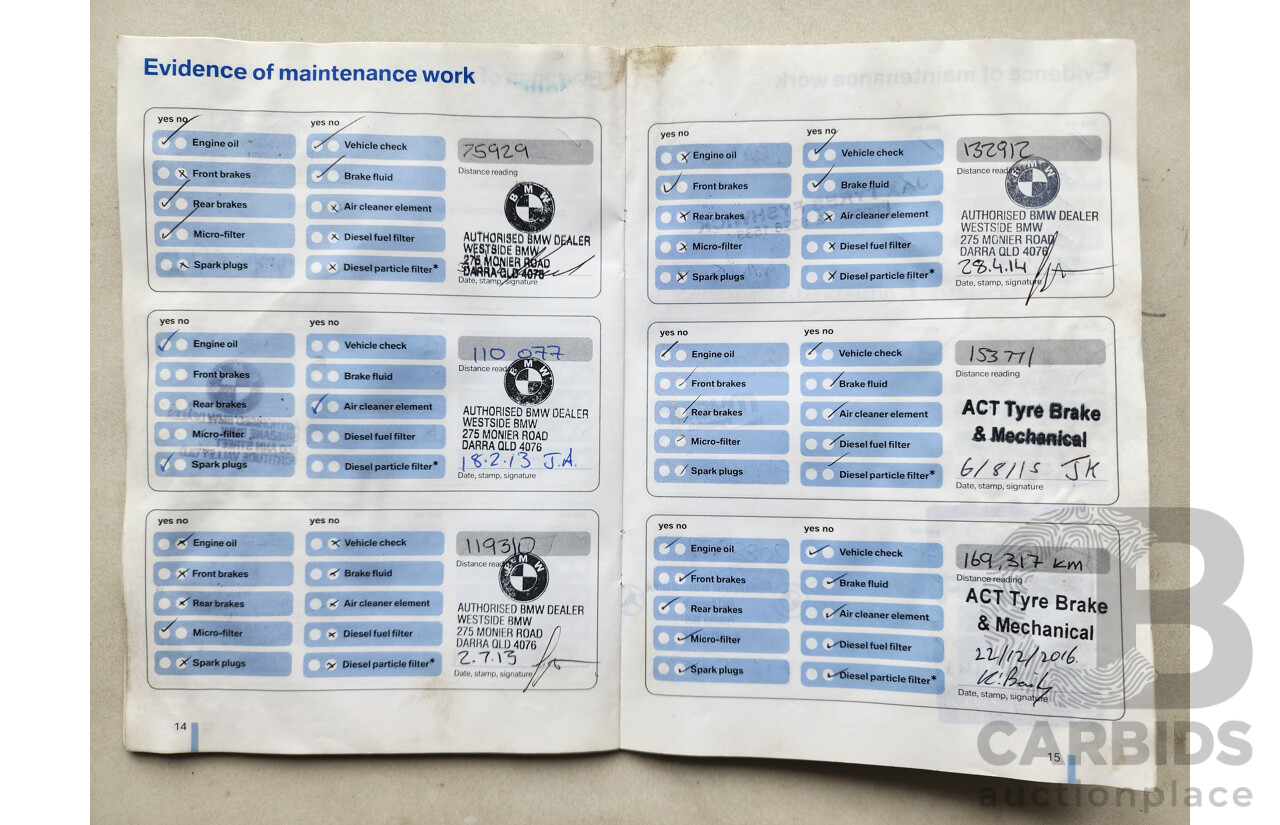 Evidence of maintenance work
yes no
Engine oil
Front brakes
Rear brakes
Micro-filter
Spark plugs
yes no
Vehicle check
Brake fluid
Air cleaner element
Diesel fuel filter
Diesel particle filter*
75929
Distance reading
BMW
AUTHORISED BMW DEALER
WESTSIDE BMW
275 MONIER ROAD
DARRA QLD 4076
Date, stamp, signature
yes no
Engine oil
Front brakes
Rear brakes
Micro-filter
Spark plugs
yes no
Vehicle check
Brake fluid
Air cleaner element
Diesel fuel filter
Diesel particle filter*
110 077
Distance read
BMW
AUTHORISED BMW DEALER
WESTSIDE BMW
275 MONIER ROAD
DARRA QLD 4076
18.2.13 J.A.
Date, stamp, signature
yes no
Engine oil
Front brakes
Rear brakes
Micro-filter
Spark plugs
yes no
Vehicle check
Brake fluid
Air cleaner element
Diesel fuel filter
Diesel particle filter*
119310
Distance read
BMW
AUTHORISED BMW DEALER
WESTSIDE BMW
275 MONIER ROAD
DARRA QLD 4076
2.7.13
Date, stamp, signature
14
yes no
Engine oil
Front brakes
Rear brakes
Micro-filter
Spark plugs
yes no
Vehicle check
Brake fluid
Air cleaner element
Diesel fuel filter
Diesel particle filter*
132912
Distance reading
BMW
AUTHORISED BMW DEALER
WESTSIDE BMW
275 MONIER ROAD
DARRA QLD 4076
28.4.14
Date, stamp, signature
yes no
Engine oil
Front brakes
Rear brakes
Micro-filter
Spark plugs
yes no
Vehicle check
Brake fluid
Air cleaner element
Diesel fuel filter
Diesel particle filter*
153771
Distance reading
ACT Tyre Brake
& Mechanical
6/8/15 JK
Date, stamp, signature
yes no
Engine oil
Front brakes
Rear brakes
Micro-filter
Spark plugs
yes no
Vehicle check
Brake fluid
Air cleaner element
Diesel fuel filter
Diesel particle filter*
169,317 km
Distance reading
ACT Tyre Brake
& Mechanical
22/12/2016.
Date, stamp, signature
15
CARBIDS
auctionplace